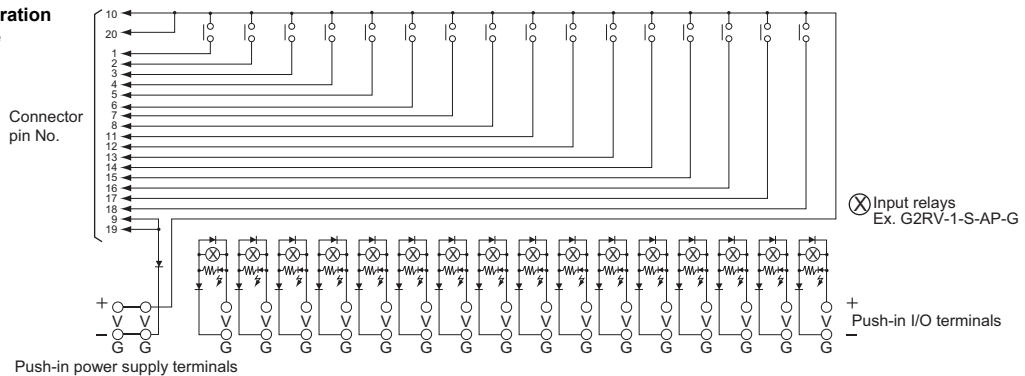 ration
10
20
1
2
3
4
5
6
7
8
11
12
13
14
15
16
17
18
9
19
Connector
pin No.
Input relays
Ex. G2RV-1-S-AP-G
+ V V
− G G
V V V V V V V V V V V V V V V V +
G G G G G G G G G G G G G G G G −
Push-in I/O terminals
Push-in power supply terminals